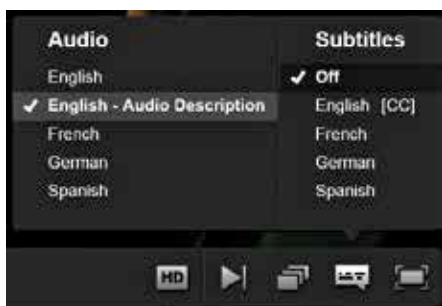 Audio
English
✓ English - Audio Description
French
German
Spanish
Subtitles
✓ Off
English [CC]
French
German
Spanish
HD